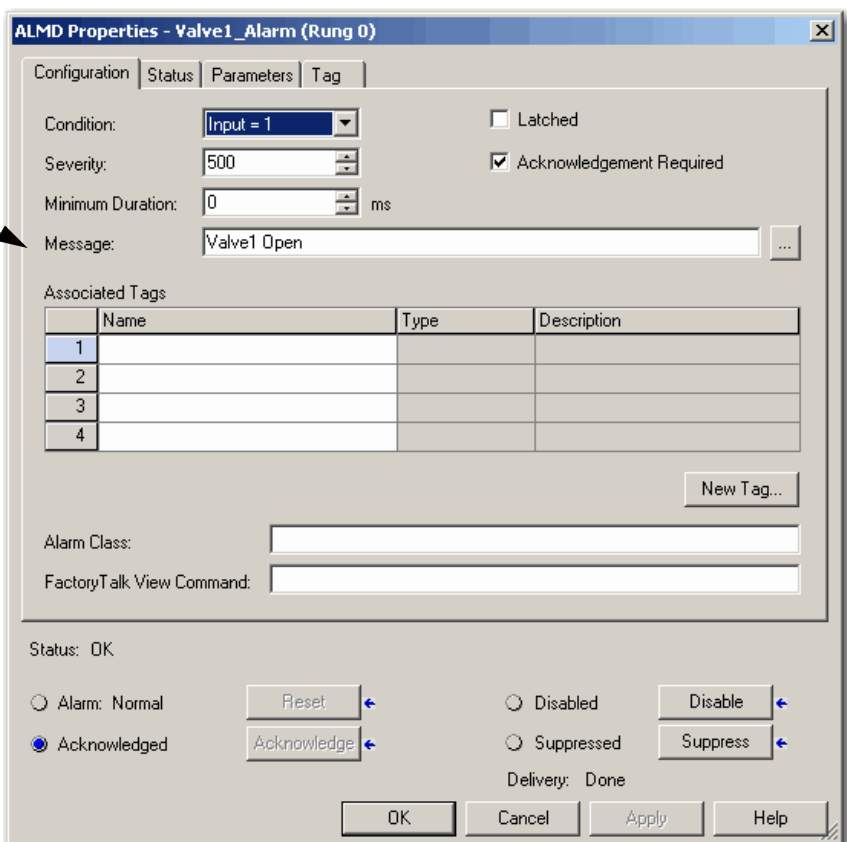 ALMD Properties - Valve1_Alarm (Rung 0)
Configuration Status Parameters Tag
Condition: Input = 1 Latched
Severity: 500 Acknowledgement Required
Minimum Duration: 0 ms
Message: Valve1 Open ...
Associated Tags
Name Type Description
1
2
3
4
New Tag...
Alarm Class:
FactoryTalk View Command:
Status: OK
Alarm: Normal Reset Disabled Disable
Acknowledged Acknowledge Suppressed Suppress
Delivery: Done
OK Cancel Apply Help